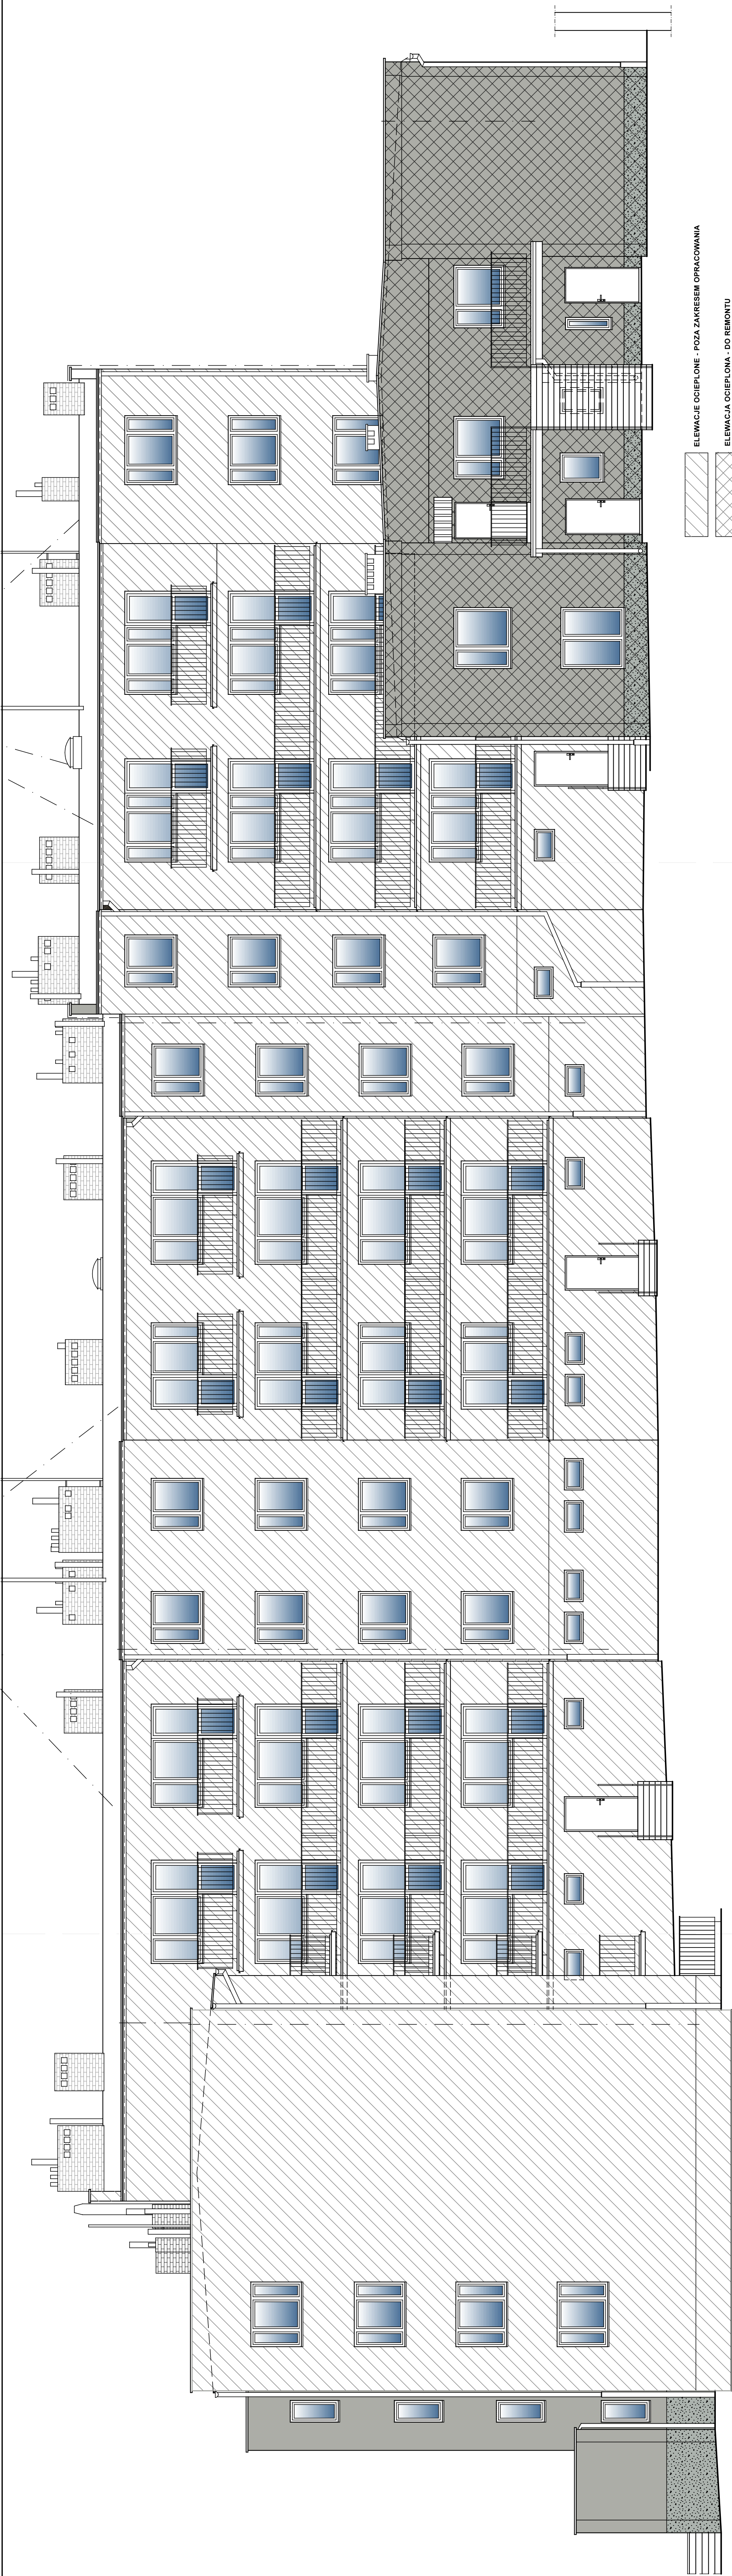 ELEWACJE OCIEPLONE - POZA ZAKRESEM OPRACOWANIA
ELEWACJA OCIEPLONA - DO REMONTU